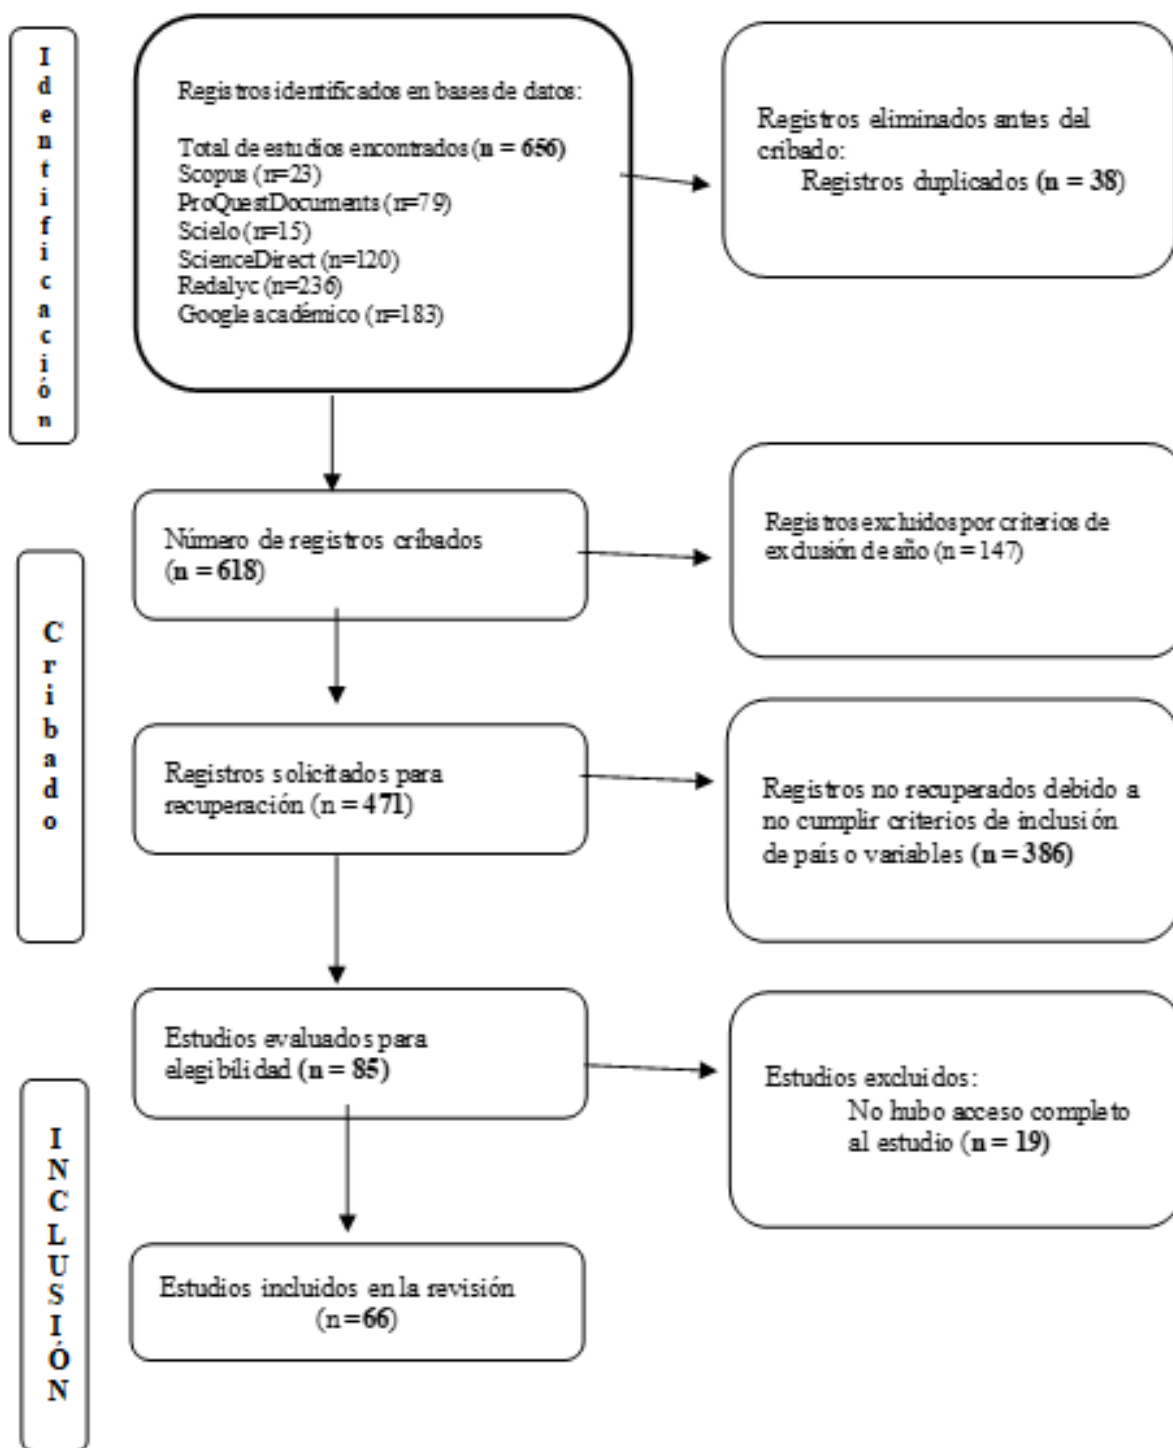 Identificación
Registros identificados en bases de datos:
Total de estudios encontrados (n = 656)
Scopus (n=23)
ProQuestDocuments (n=79)
Scielo (n=15)
ScienceDirect (n=120)
Redalyc (n=236)
Google académico (n=183)
Registros eliminados antes del
cribado:
Registros duplicados (n = 38)
Cribado
Número de registros cribados
(n = 618)
Registros excluidos por criterios de
exclusión de año (n = 147)
Registros solicitados para
recuperación (n = 471)
Registros no recuperados debido a
no cumplir criterios de inclusión
de país o variables (n = 386)
INCLUSIÓN
Estudios evaluados para
elegibilidad (n = 85)
Estudios excluidos:
No hubo acceso completo
al estudio (n = 19)
Estudios incluidos en la revisión
(n = 66)